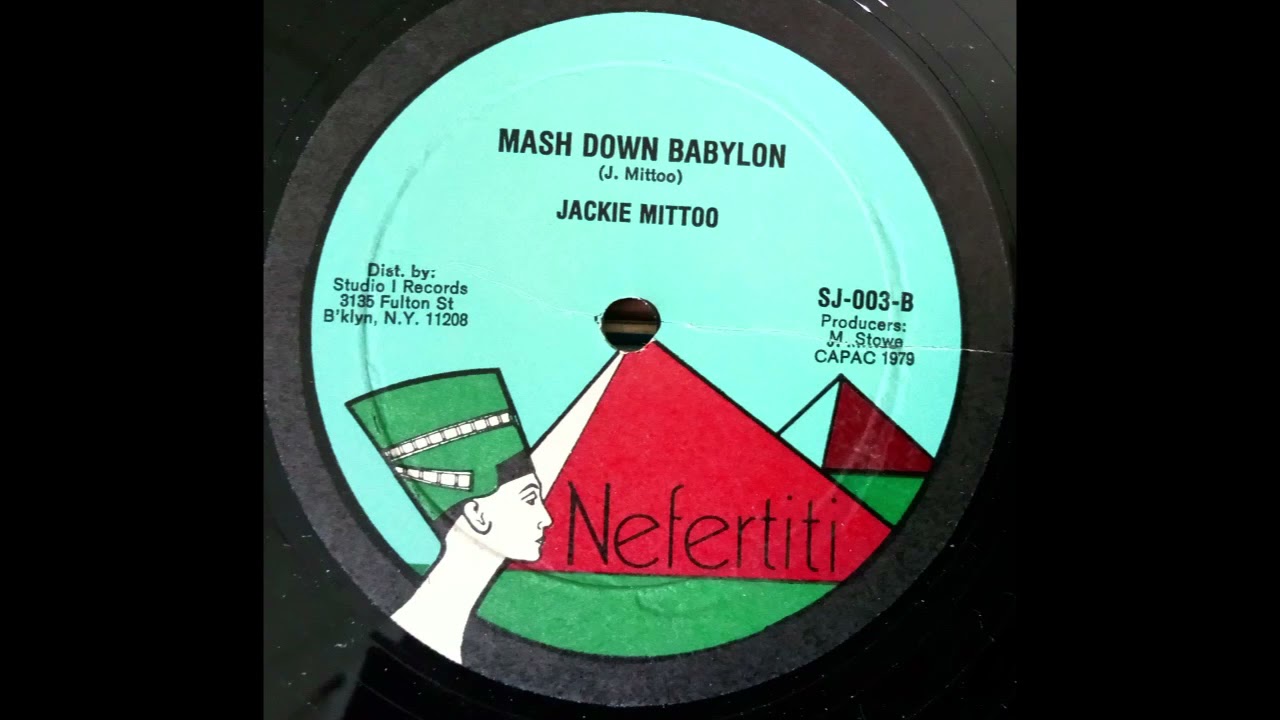 MASH DOWN BABYLON
(J. Mittoo)
JACKIE MITTOO
Dist. by:
Studio I Records
3135 Fulton St
B'klyn, N.Y. 11208
SJ-003-B
Producers:
M. Stowe
CAPAC 1979
Nefertiti